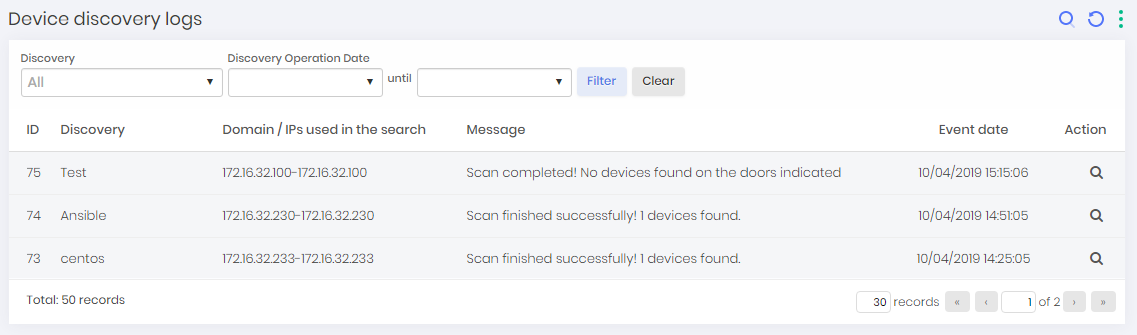 Device discovery logs
Discovery Discovery Operation Date
All until Filter Clear
ID Discovery Domain / IPs used in the search Message Event date Action
75 Test 172.16.32.100-172.16.32.100 Scan completed! No devices found on the doors indicated 10/04/2019 15:15:06
74 Ansible 172.16.32.230-172.16.32.230 Scan finished successfully! 1 devices found. 10/04/2019 14:51:05
73 centos 172.16.32.233-172.16.32.233 Scan finished successfully! 1 devices found. 10/04/2019 14:25:05
Total: 50 records 30 records « ‹ 1 of 2 › »